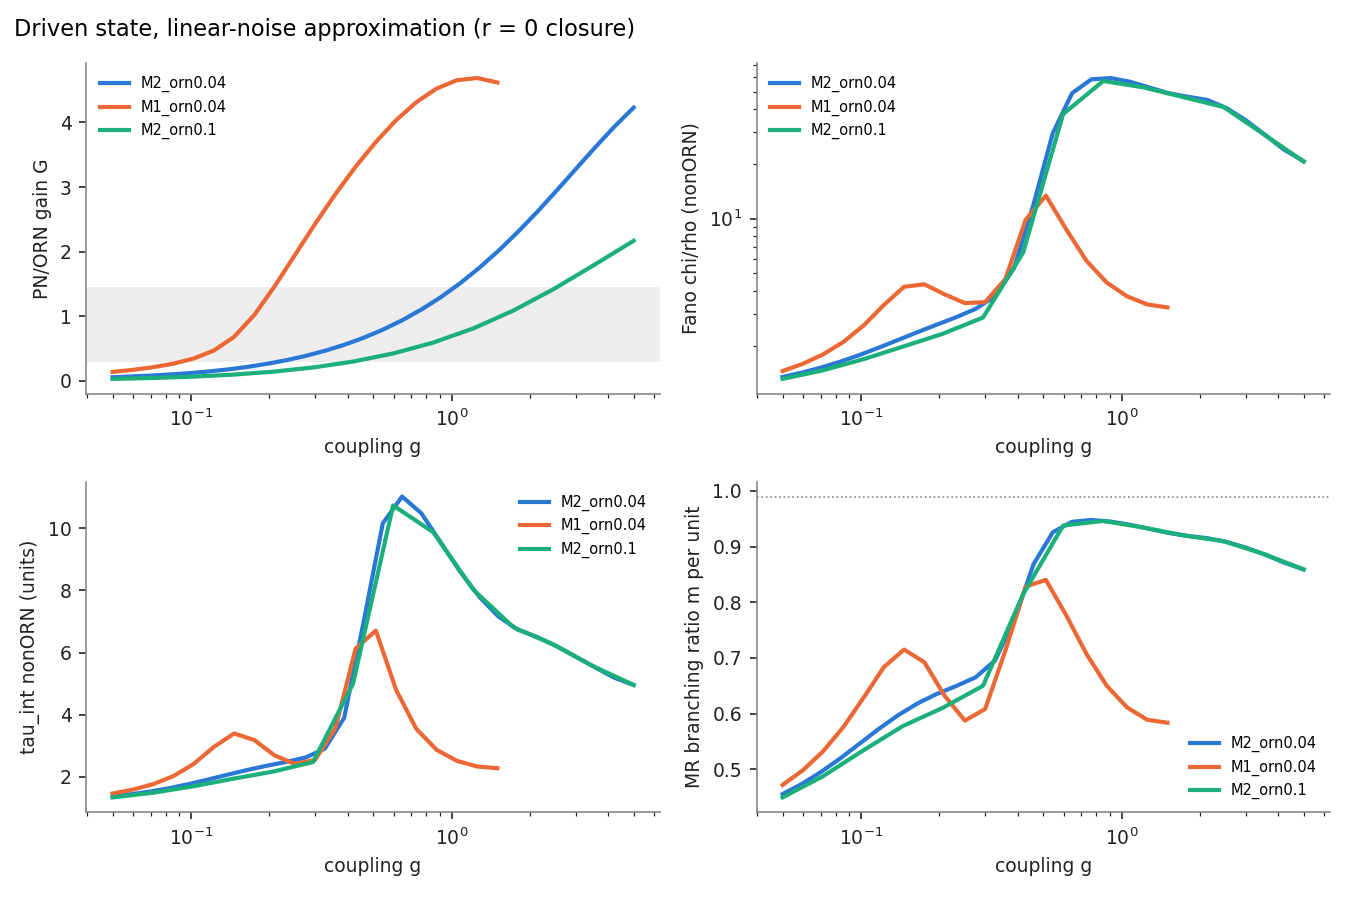 Driven state, linear-noise approximation (r = 0 closure)
PN/ORN gain G
4
3
2
1
0
M2_orn0.04
M1_orn0.04
M2_orn0.1
10⁻¹
10⁰
coupling g
Fano chi/rho (nonORN)
10¹
M2_orn0.04
M1_orn0.04
M2_orn0.1
10⁻¹
10⁰
coupling g
tau_int nonORN (units)
10
8
6
4
2
M2_orn0.04
M1_orn0.04
M2_orn0.1
10⁻¹
10⁰
coupling g
MR branching ratio m per unit
1.0
0.9
0.8
0.7
0.6
0.5
M2_orn0.04
M1_orn0.04
M2_orn0.1
10⁻¹
10⁰
coupling g